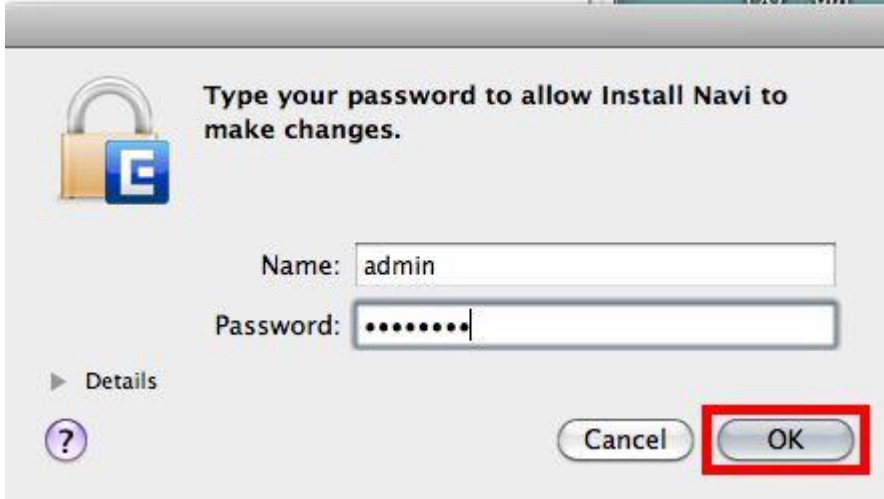 Type your password to allow Install Navi to
make changes.
Name: admin
Password: ••••••••
Details
?
Cancel OK